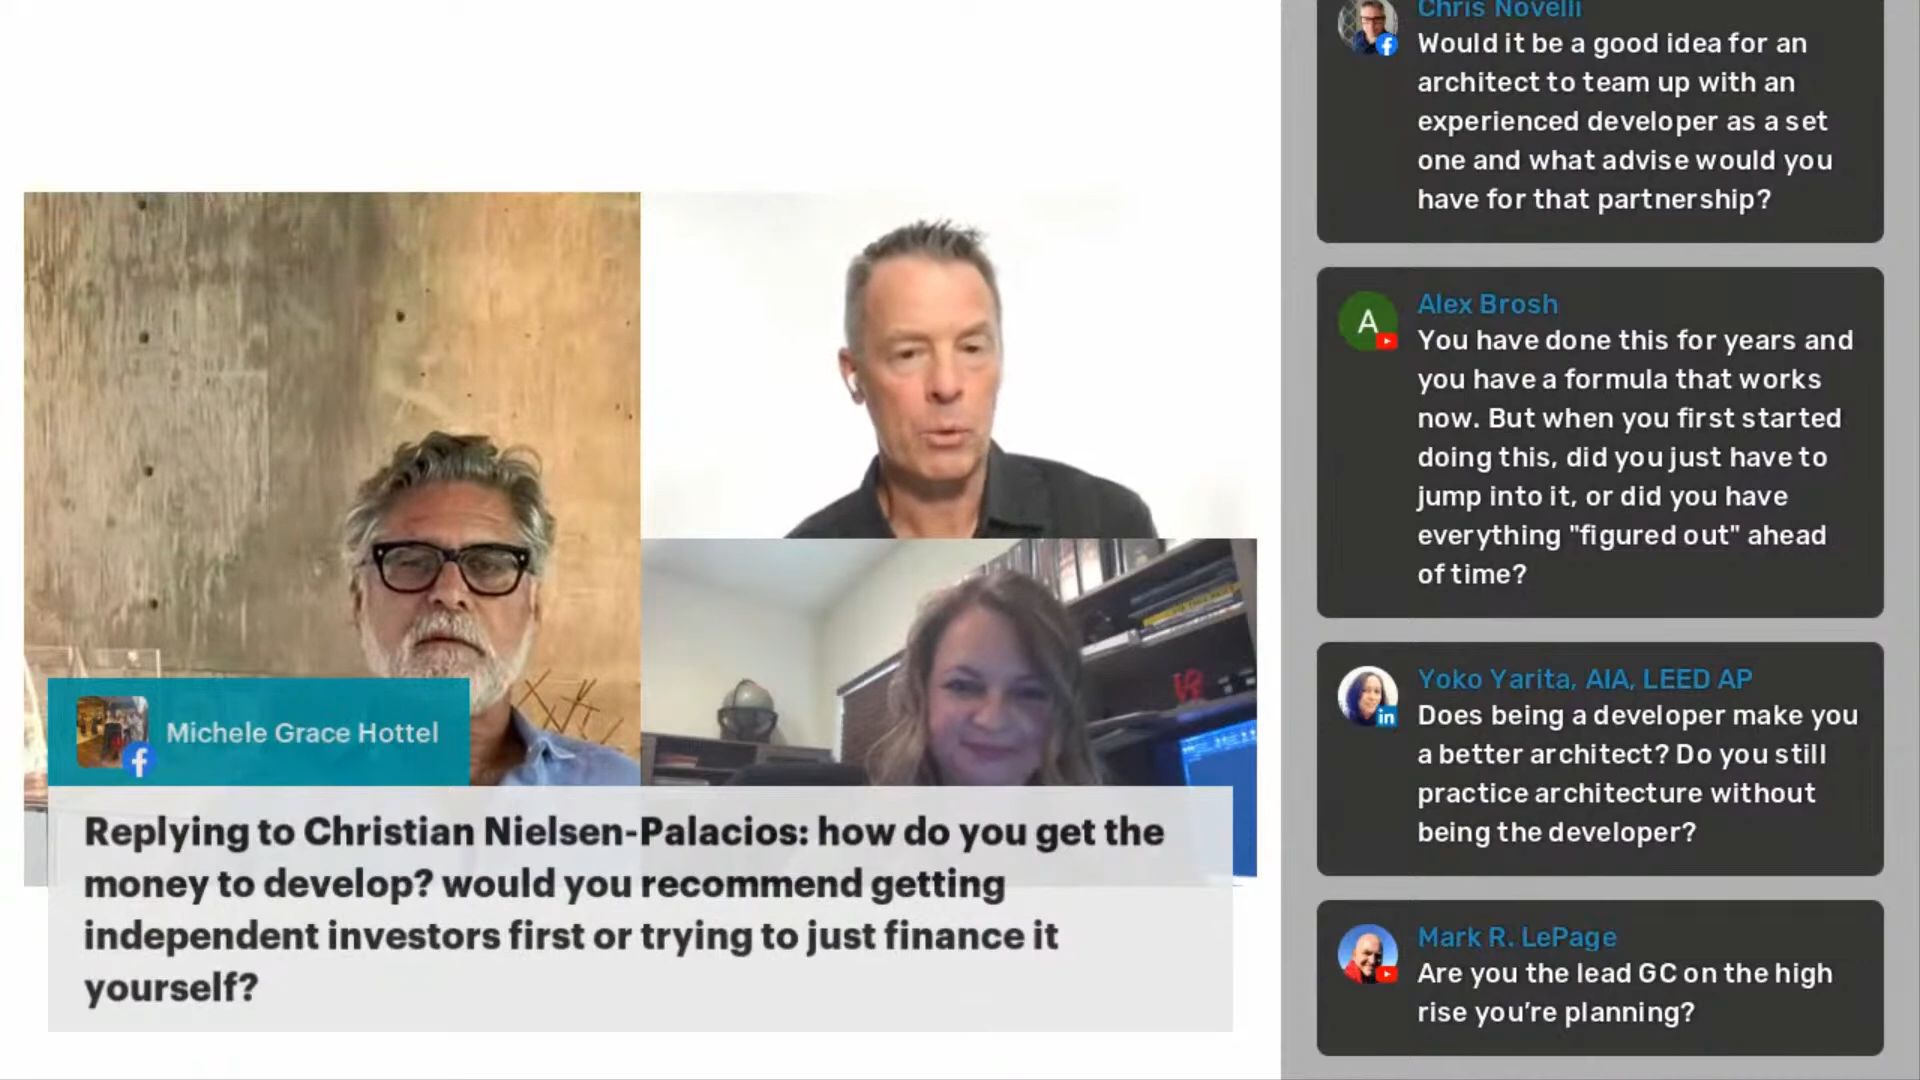 Michele Grace Hottel
Replying to Christian Nielsen-Palacios: how do you get the
money to develop? would you recommend getting
independent investors first or trying to just finance it
yourself?
Chris Novelli
Would it be a good idea for an
architect to team up with an
experienced developer as a set
one and what advise would you
have for that partnership?
A
Alex Brosh
You have done this for years and
you have a formula that works
now. But when you first started
doing this, did you just have to
jump into it, or did you have
everything "figured out" ahead
of time?
in
Yoko Yarita, AIA, LEED AP
Does being a developer make you
a better architect? Do you still
practice architecture without
being the developer?
Mark R. LePage
Are you the lead GC on the high
rise you’re planning?